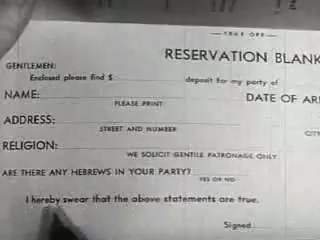 TEAR OFF
RESERVATION BLANK
GENTLEMEN:
Enclosed please find $ deposit for my party of
NAME:
PLEASE PRINT
DATE OF AR
ADDRESS:
STREET AND NUMBER
CITY
RELIGION:
WE SOLICIT GENTILE PATRONAGE ONLY
ARE THERE ANY HEBREWS IN YOUR PARTY?
YES OR NO
I hereby swear that the above statements are true.
Signed